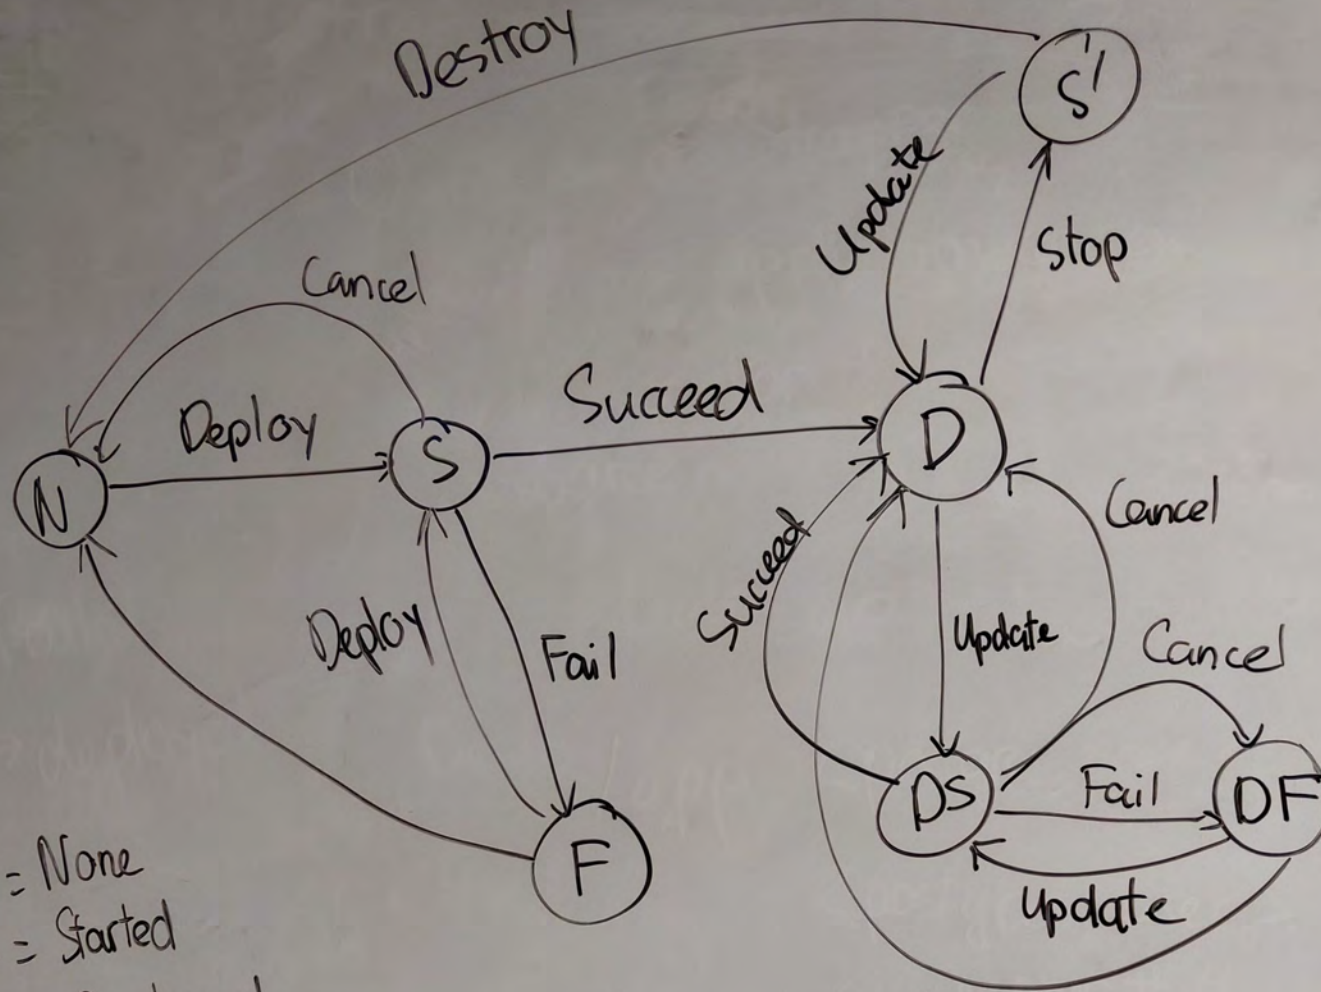 Destroy
S'
Update
Stop
Cancel
Deploy
Succeed
N
S
D
Cancel
Succeed
Deploy
Fail
Update
Cancel
DS
Fail
DF
F
Update
= None
= Started